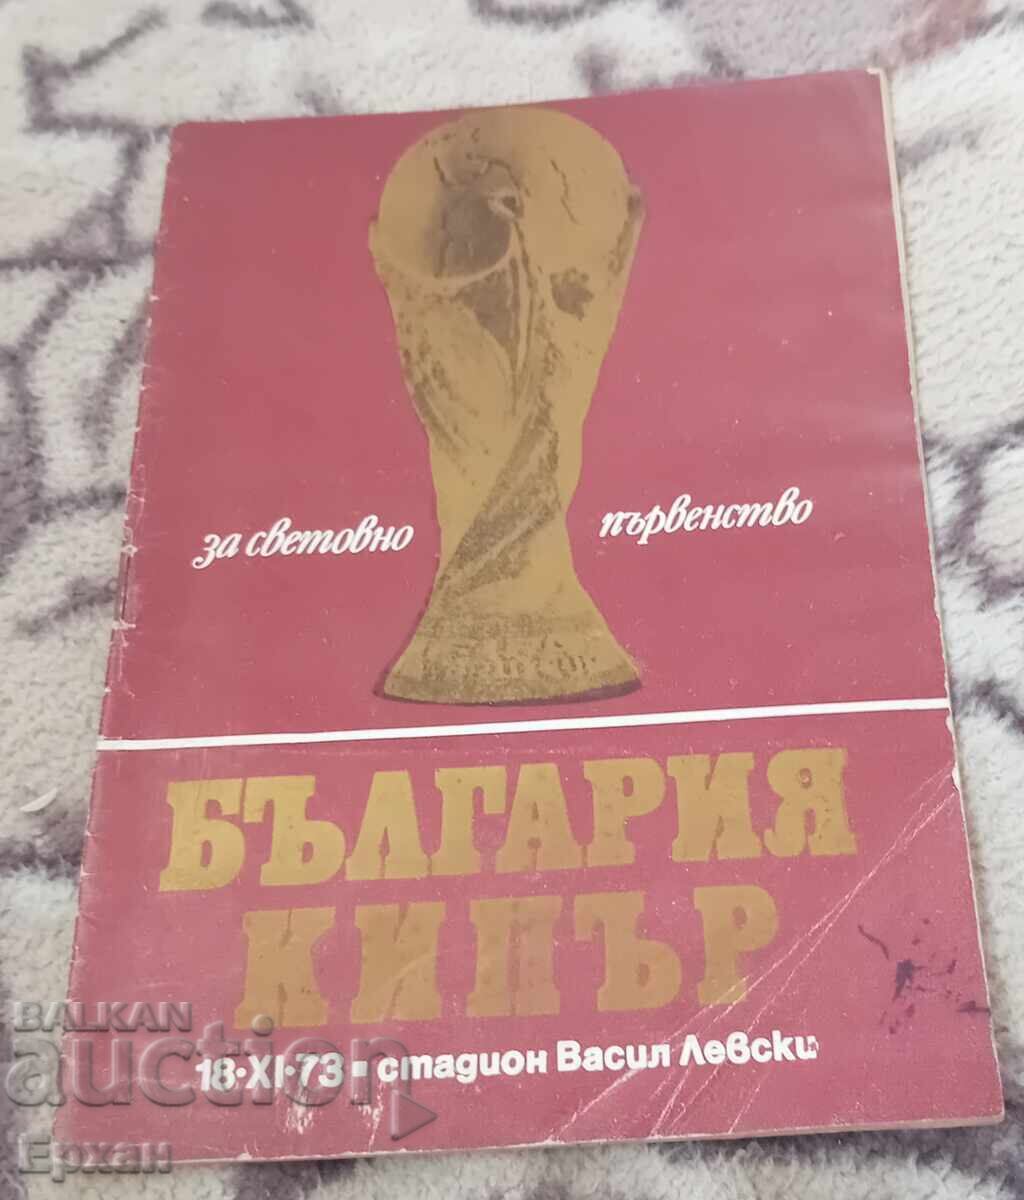 за световно първенство
БЪЛГАРИЯ
КИПЪР
18·XI·73 ▪ стадион Васил Левски
BALKAN
auction
Ерхан